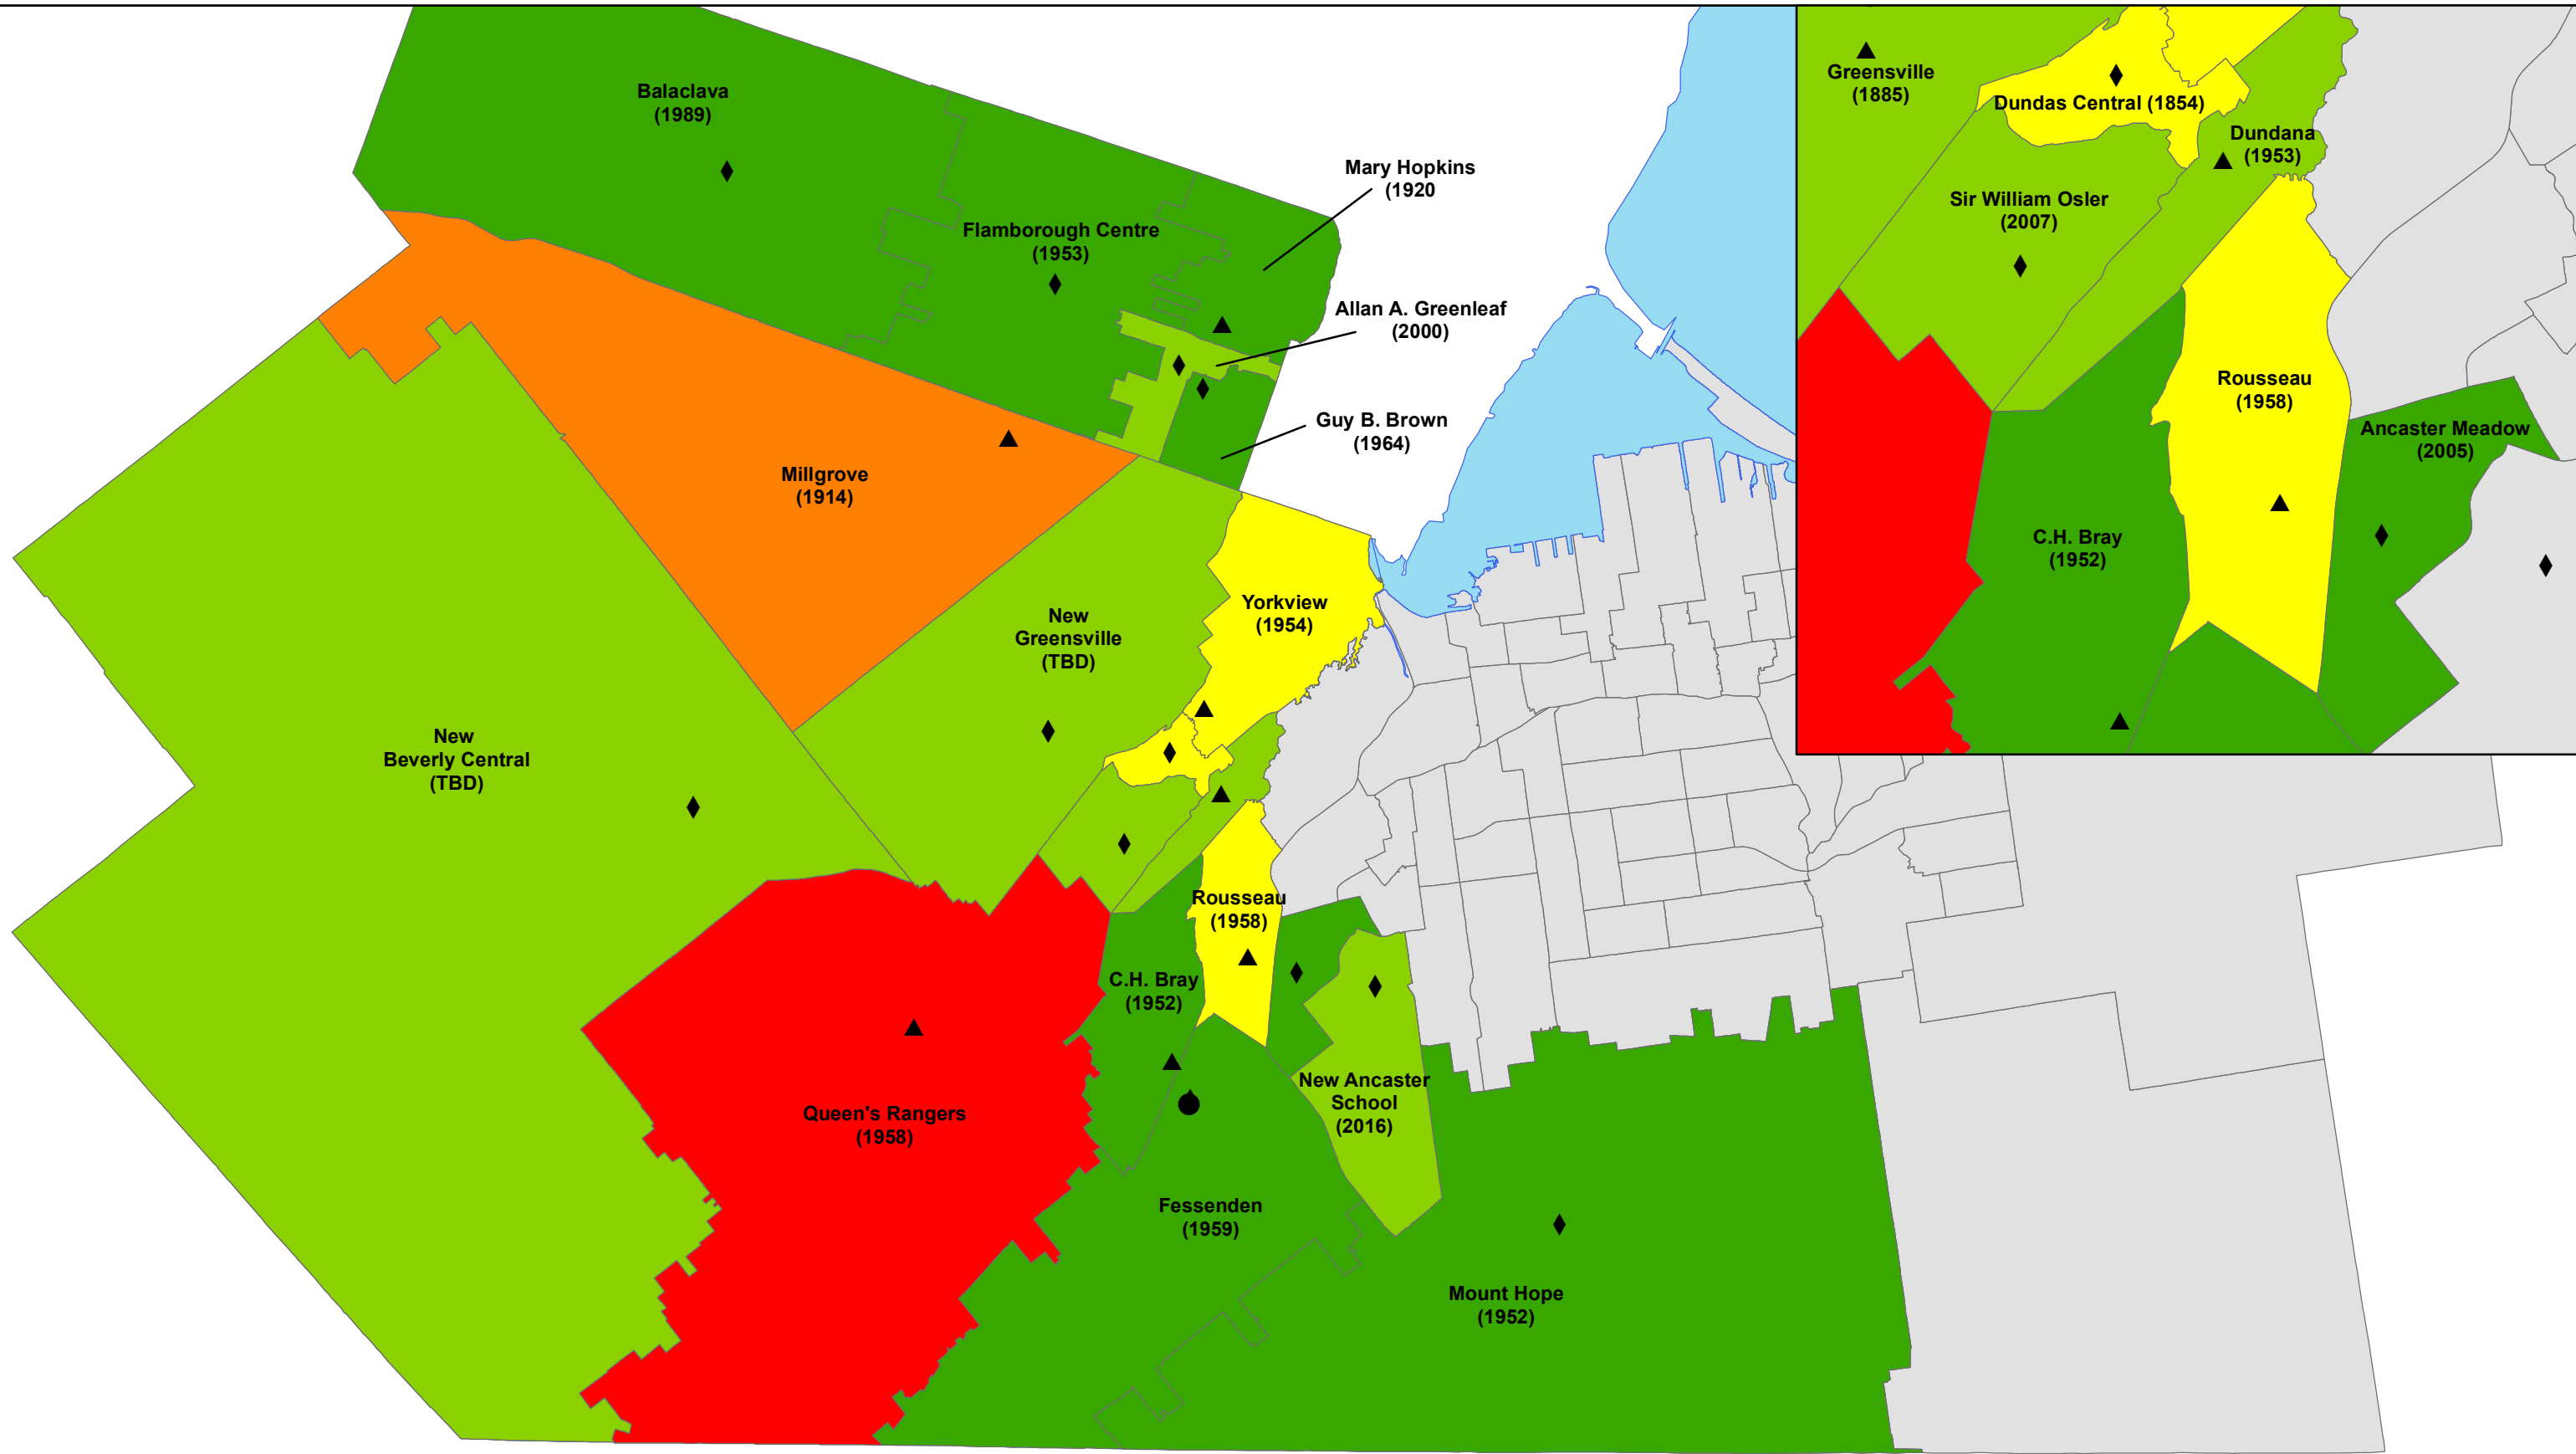 Balaclava
(1989)
Mary Hopkins
(1920
Flamborough Centre
(1953)
Allan A. Greenleaf
(2000)
Guy B. Brown
(1964)
Millgrove
(1914)
Yorkview
(1954)
New
Greensville
(TBD)
New
Beverly Central
(TBD)
Rousseau
(1958)
C.H. Bray
(1952)
New Ancaster
School
(2016)
Queen's Rangers
(1958)
Fessenden
(1959)
Mount Hope
(1952)
Greensville
(1885)
Dundas Central (1854)
Dundana
(1953)
Sir William Osler
(2007)
Rousseau
(1958)
Ancaster Meadow
(2005)
C.H. Bray
(1952)